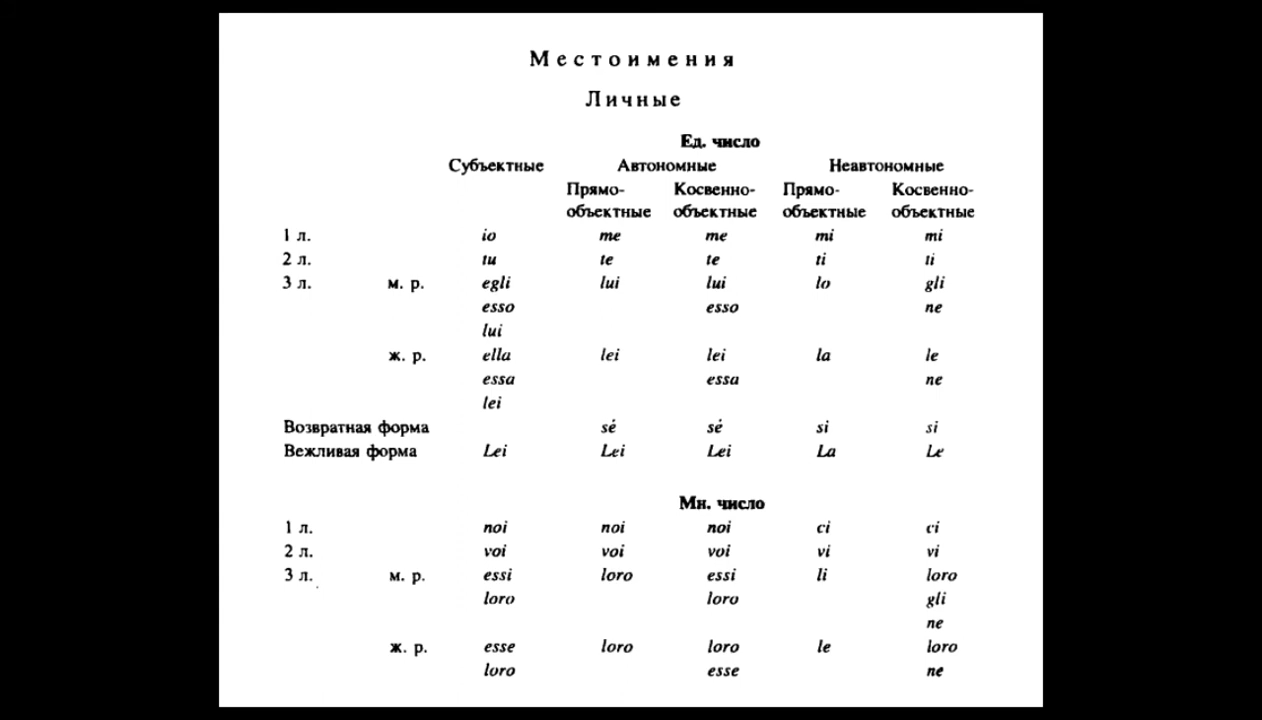 Местоимения
Личные
Ед. число
Субъектные Автономные Неавтономные
Прямо- Косвенно- Прямо- Косвенно-
объектные объектные объектные объектные
1 л. io me me mi mi
2 л. tu te te ti ti
3 л. м. р. egli lui lui lo gli
esso esso ne
lui
ж. р. ella lei lei la le
essa essa ne
lei
Возвратная форма sé sé si si
Вежливая форма Lei Lei Lei La Le
Мн. число
1 л. noi noi noi ci ci
2 л. voi voi voi vi vi
3 л. м. р. essi loro essi li loro
loro loro gli
ne
ж. р. esse loro loro le loro
loro esse ne